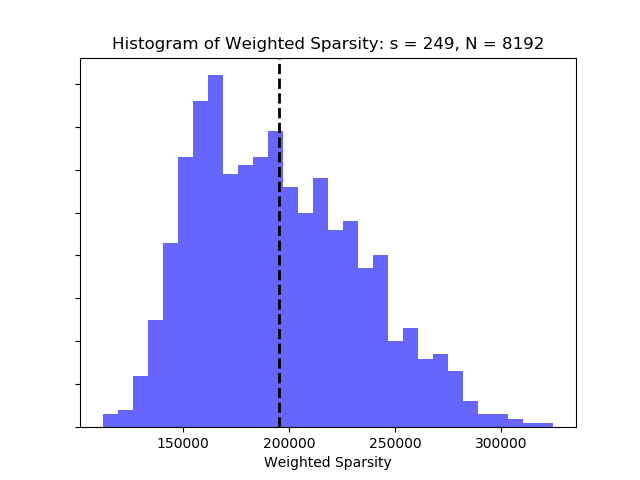 Histogram of Weighted Sparsity: s = 249, N = 8192
150000 200000 250000 300000
Weighted Sparsity